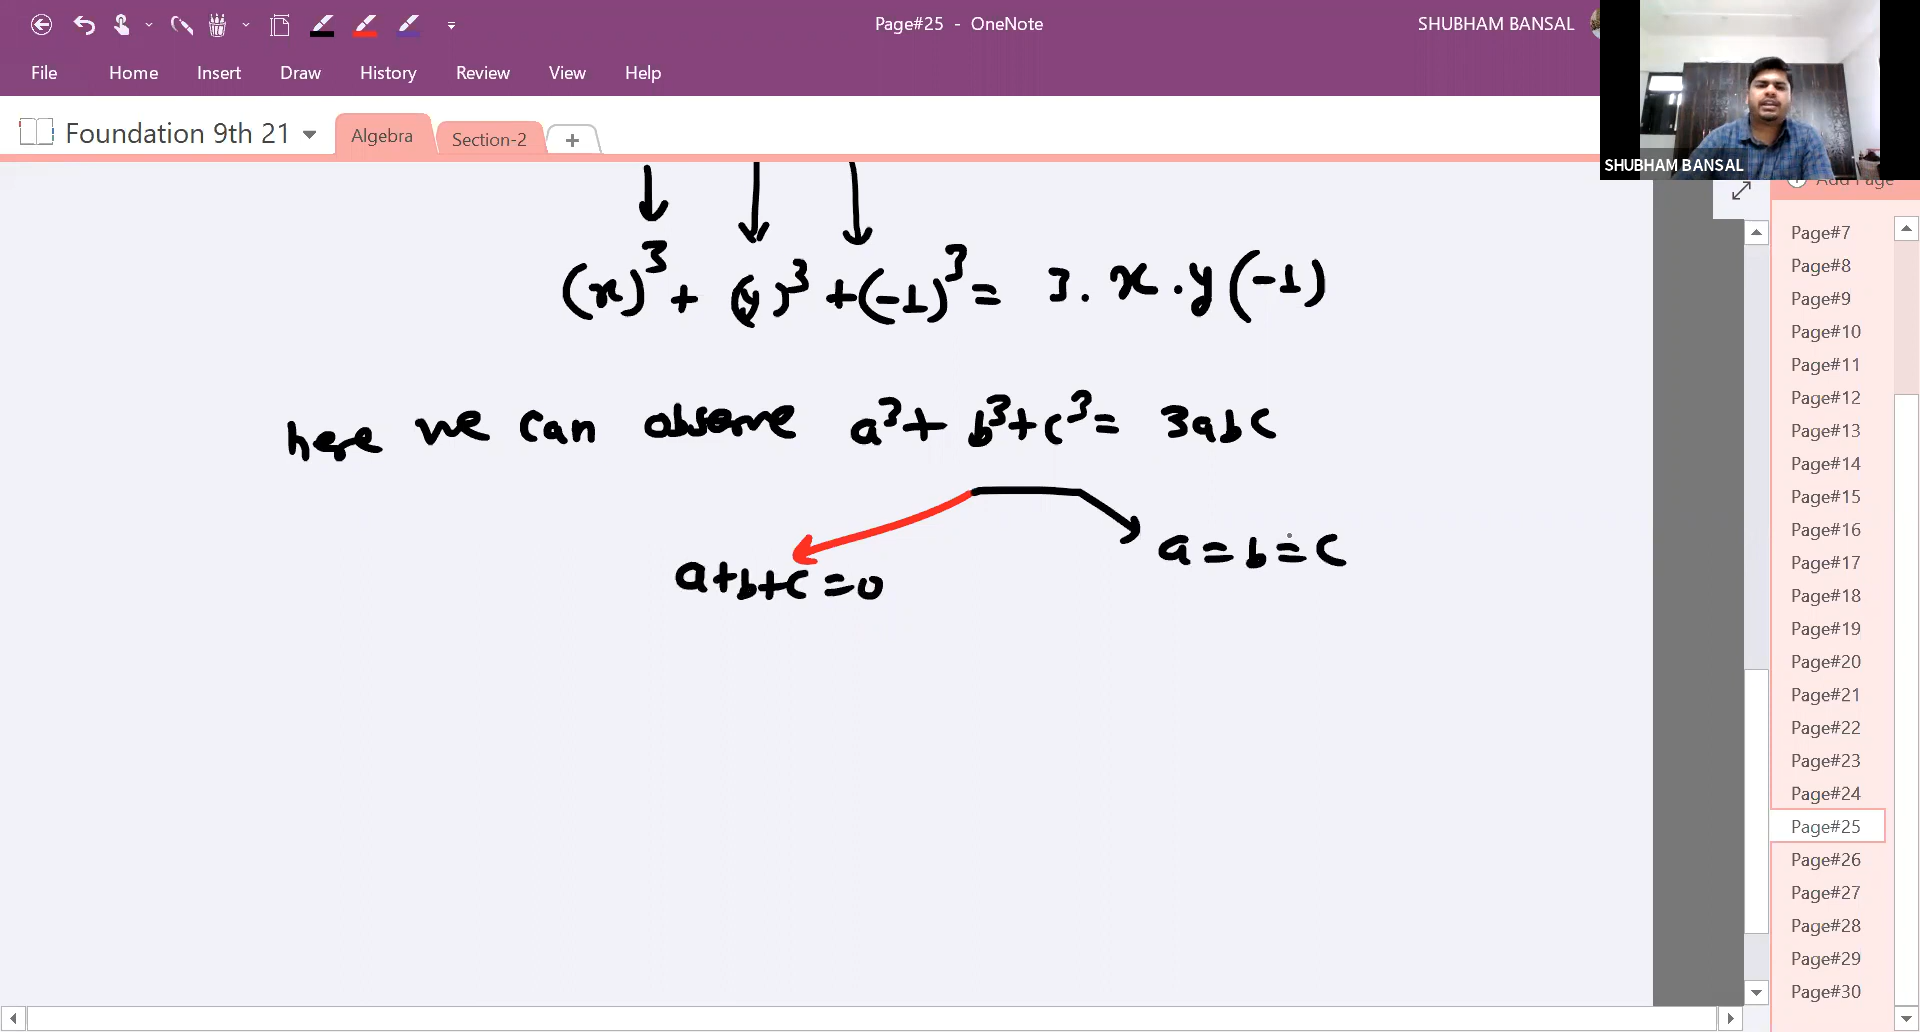 Page#25 - OneNote
SHUBHAM BANSAL
File Home Insert Draw History Review View Help
SHUBHAM BANSAL
Foundation 9th 21
Algebra
Section-2
Add Page
(x)³ + (y)³ + (-1)³ = 3. x . y (-1)
here we can observe a³ + b³ + c³ = 3abc
a+b+c = 0
a = b = c
Page#7
Page#8
Page#9
Page#10
Page#11
Page#12
Page#13
Page#14
Page#15
Page#16
Page#17
Page#18
Page#19
Page#20
Page#21
Page#22
Page#23
Page#24
Page#25
Page#26
Page#27
Page#28
Page#29
Page#30